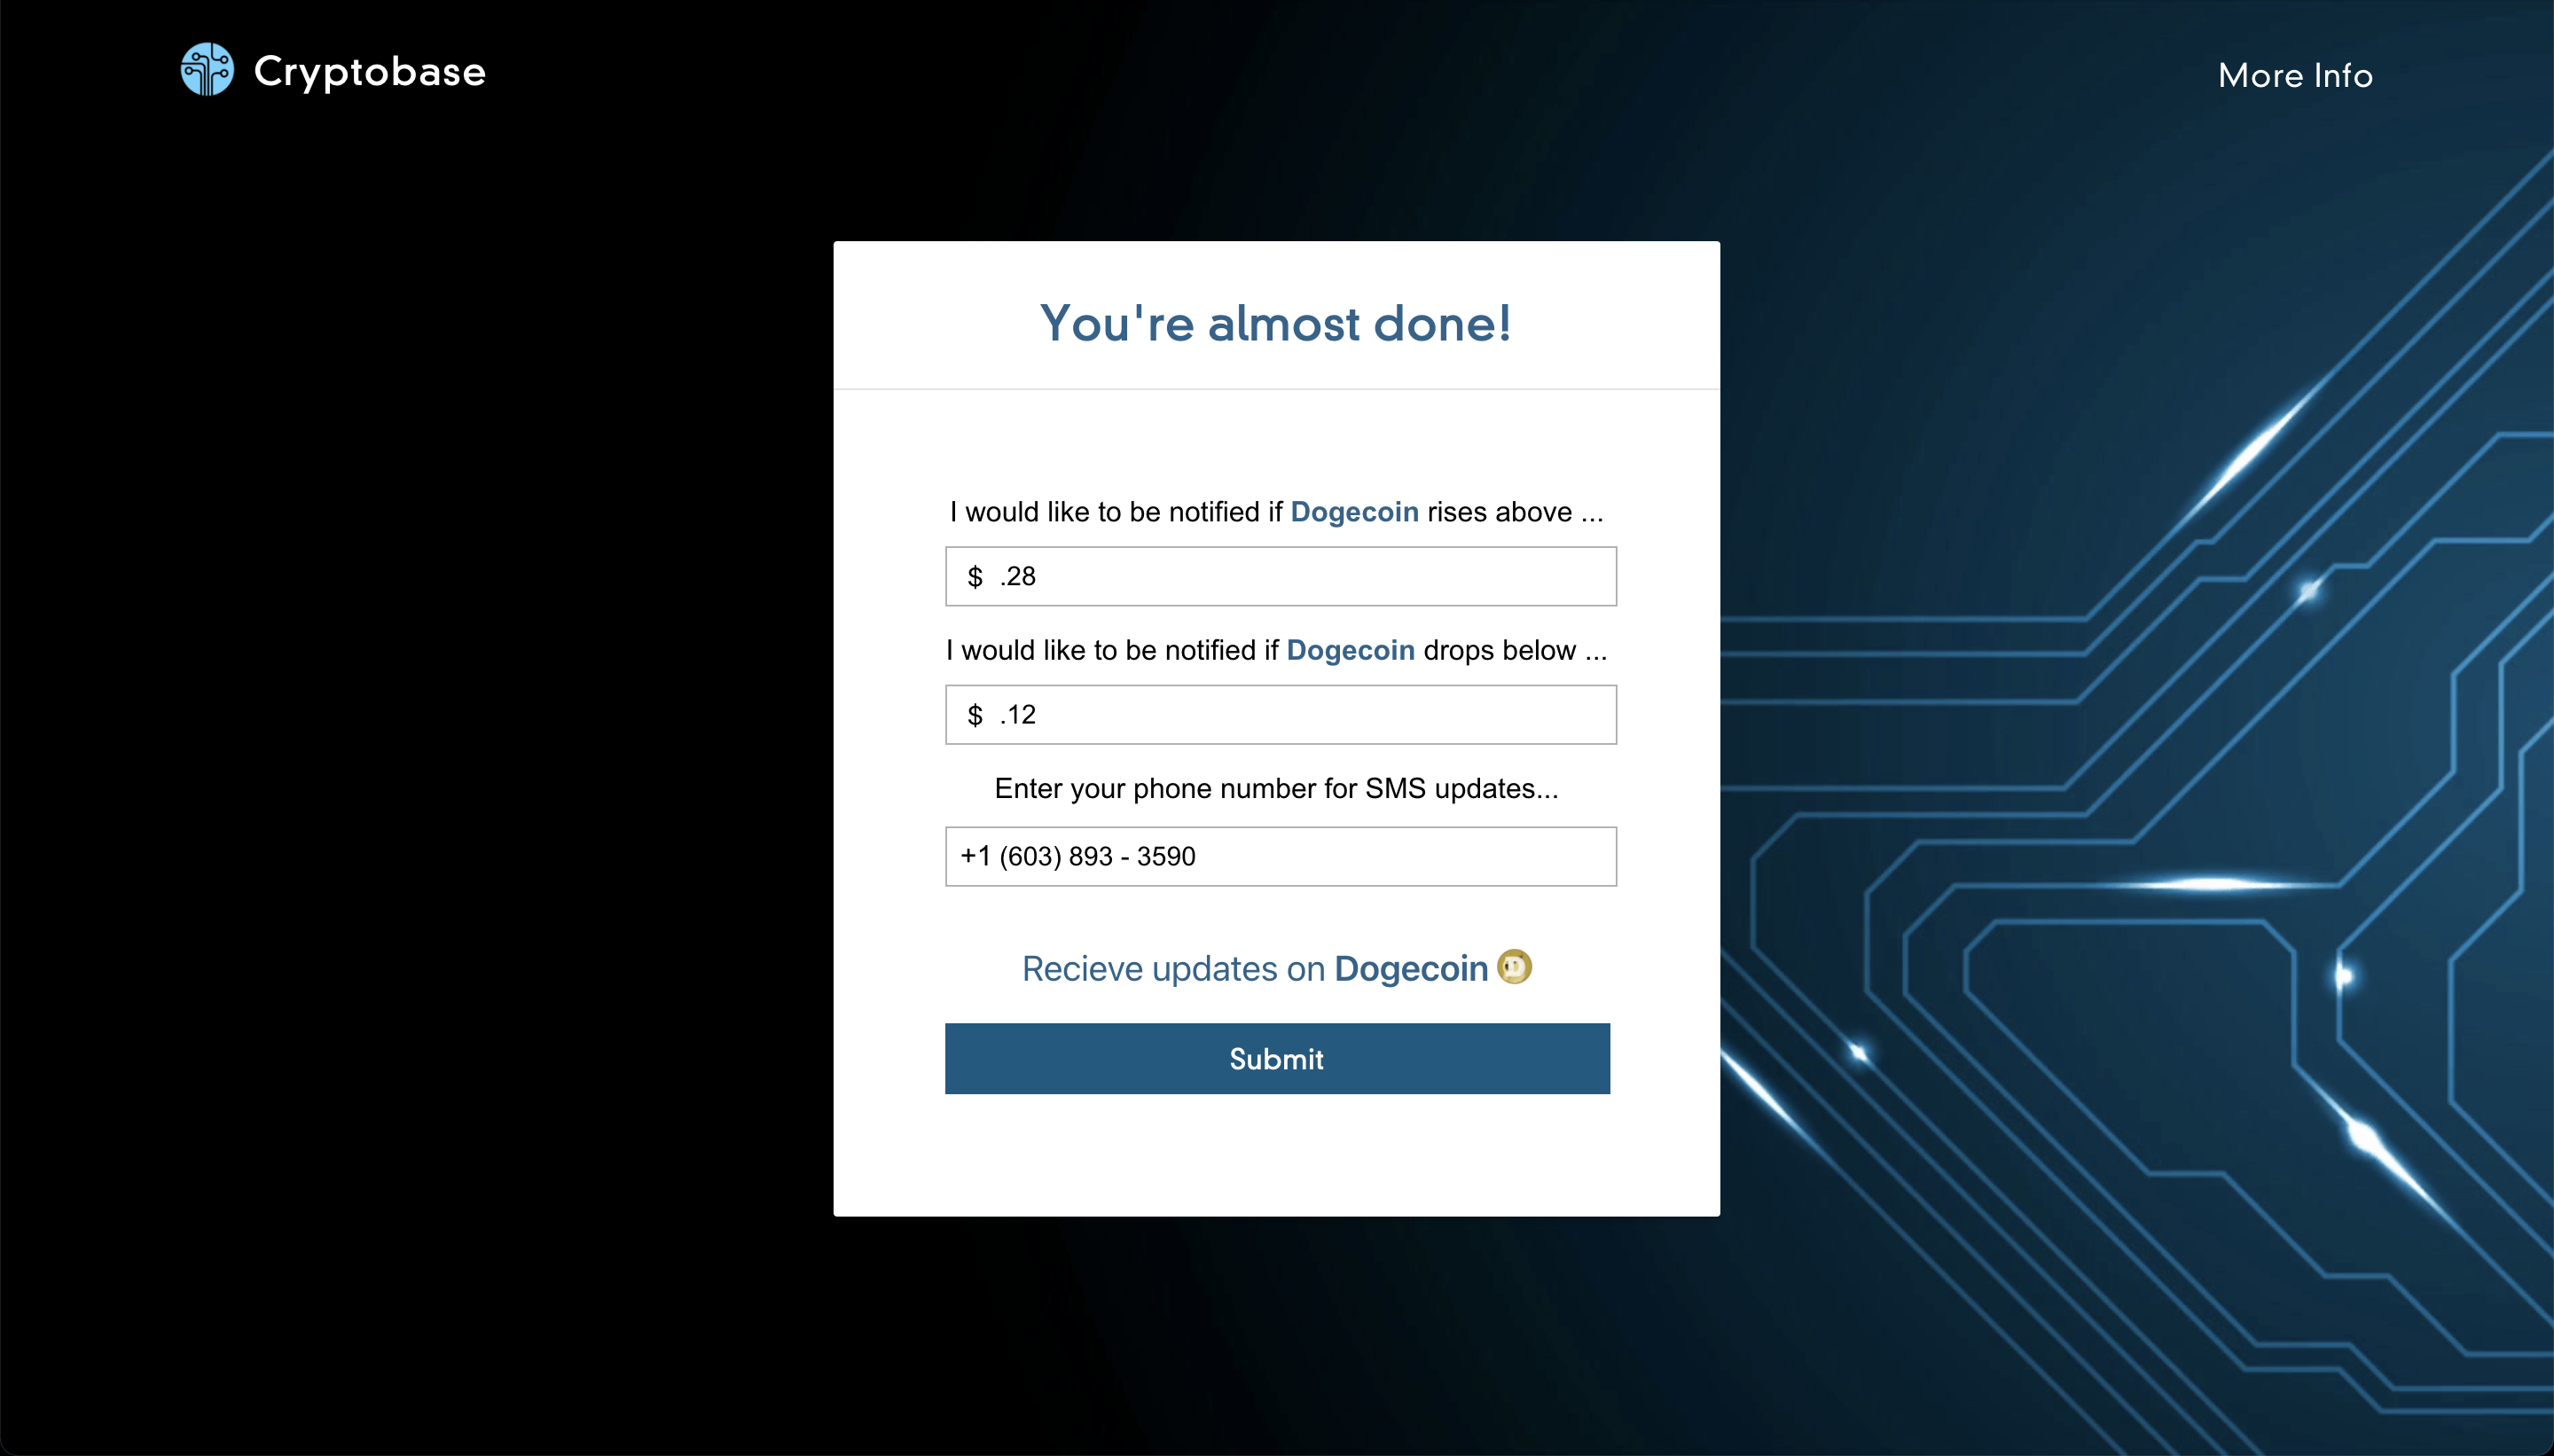 Cryptobase
More Info
You're almost done!
I would like to be notified if Dogecoin rises above ...
$ .28
I would like to be notified if Dogecoin drops below ...
$ .12
Enter your phone number for SMS updates...
+1 (603) 893 - 3590
Recieve updates on Dogecoin
Submit